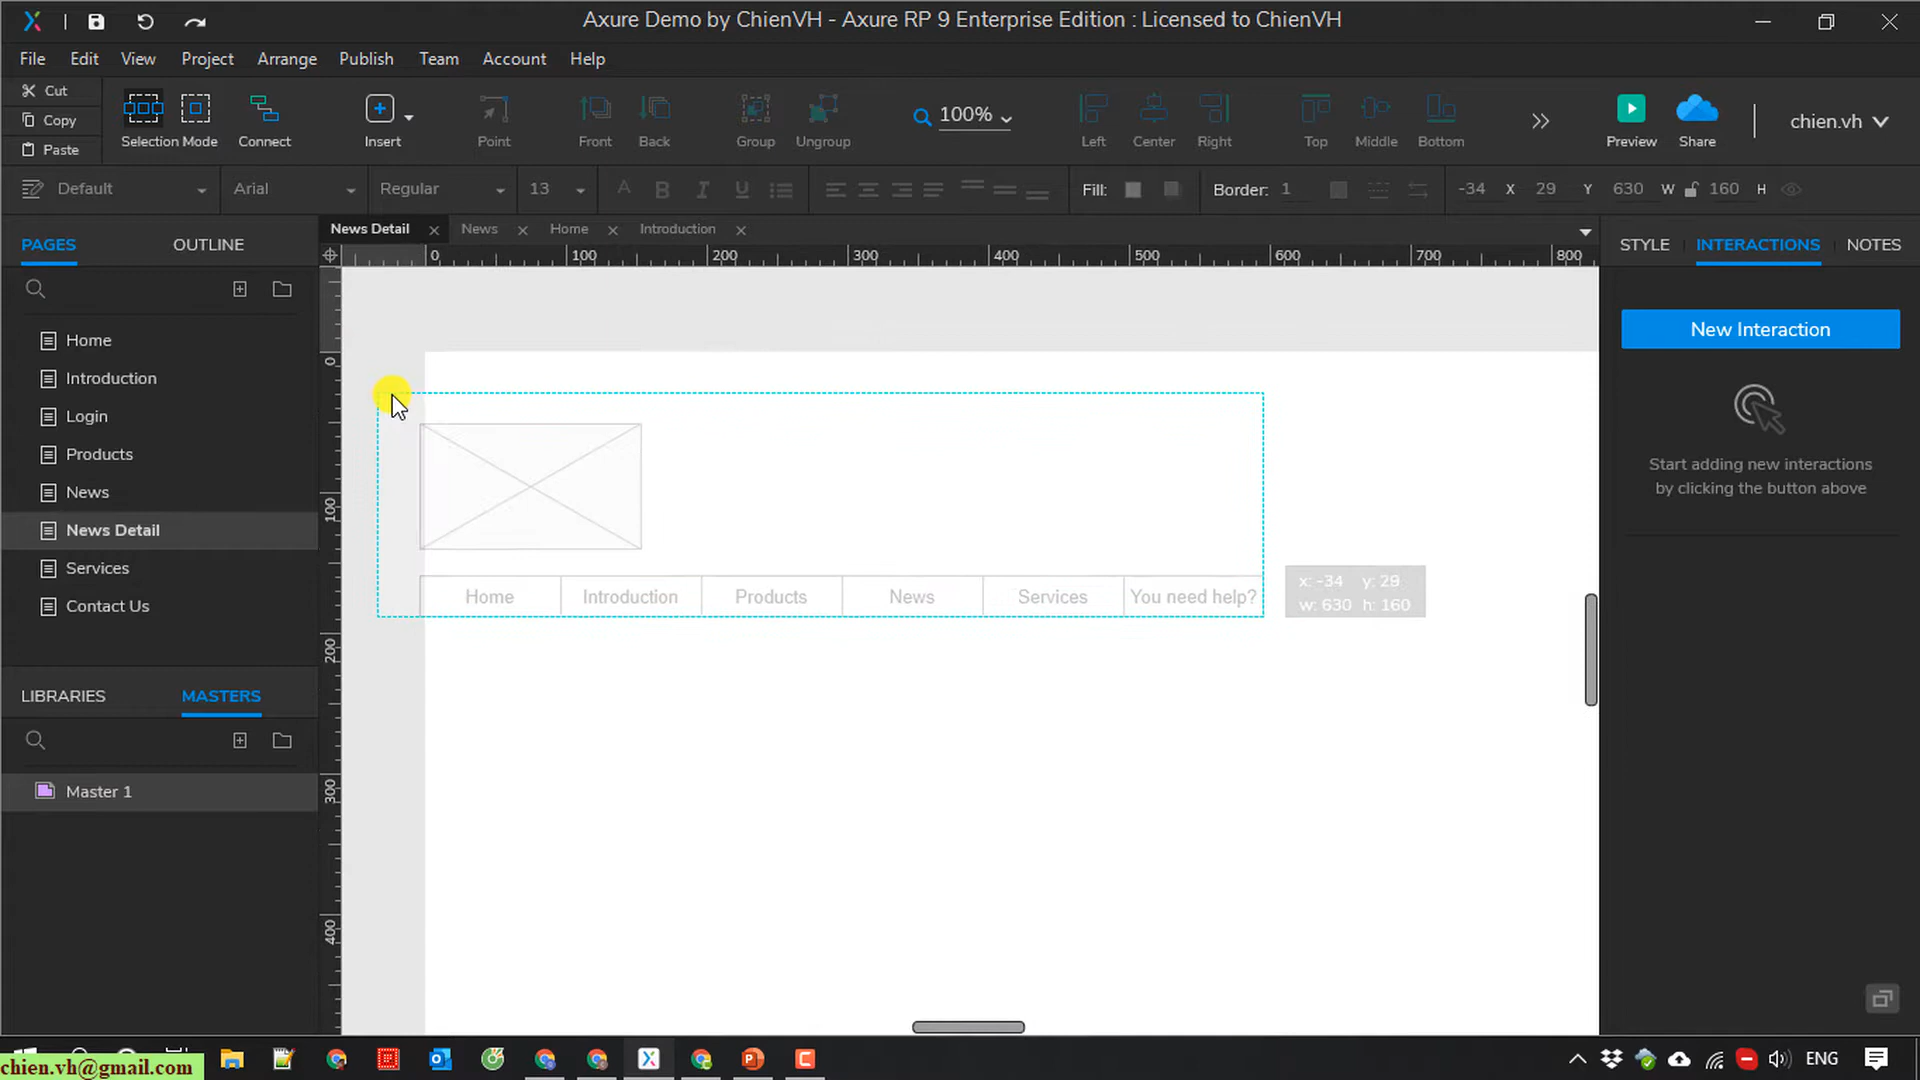 Axure Demo by ChienVH - Axure RP 9 Enterprise Edition : Licensed to ChienVH
File Edit View Project Arrange Publish Team Account Help
Cut
Copy
Paste
Selection Mode Connect Insert Point Front Back Group Ungroup 100% Left Center Right Top Middle Bottom Preview Share chien.vh
Default Arial Regular 13 Fill: Border: 1 -34 X 29 Y 630 W 160 H
PAGES OUTLINE
News Detail News Home Introduction
STYLE INTERACTIONS NOTES
0 100 200 300 400 500 600 700 800
Home
Introduction
Login
Products
News
News Detail
Services
Contact Us
0
100
200
300
400
Home Introduction Products News Services You need help?
x: -34 y: 29
w: 630 h: 160
New Interaction
Start adding new interactions
by clicking the button above
LIBRARIES MASTERS
Master 1
chien.vh@gmail.com
ENG